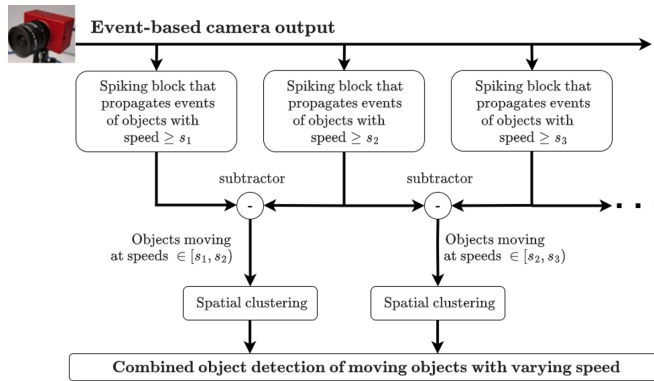 Event-based camera output
Spiking block that
propagates events
of objects with
speed ≥ s₁
Spiking block that
propagates events
of objects with
speed ≥ s₂
Spiking block that
propagates events
of objects with
speed ≥ s₃
subtractor
subtractor
-
-
Objects moving
at speeds ∈ [s₁, s₂)
Objects moving
at speeds ∈ [s₂, s₃)
Spatial clustering
Spatial clustering
Combined object detection of moving objects with varying speed